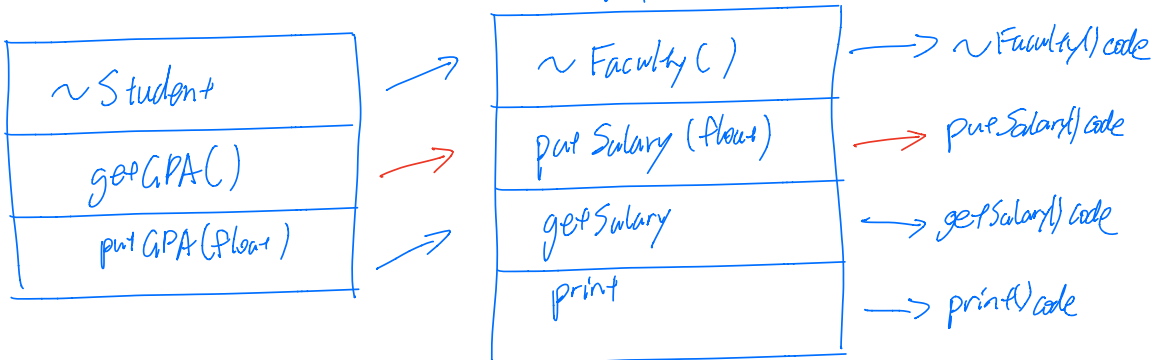 ~ Student
getGPA()
putGPA(float)
~ Faculty()
putSalary (float)
getSalary
print
~Faculty() code
putSalary() code
getSalary() code
print() code